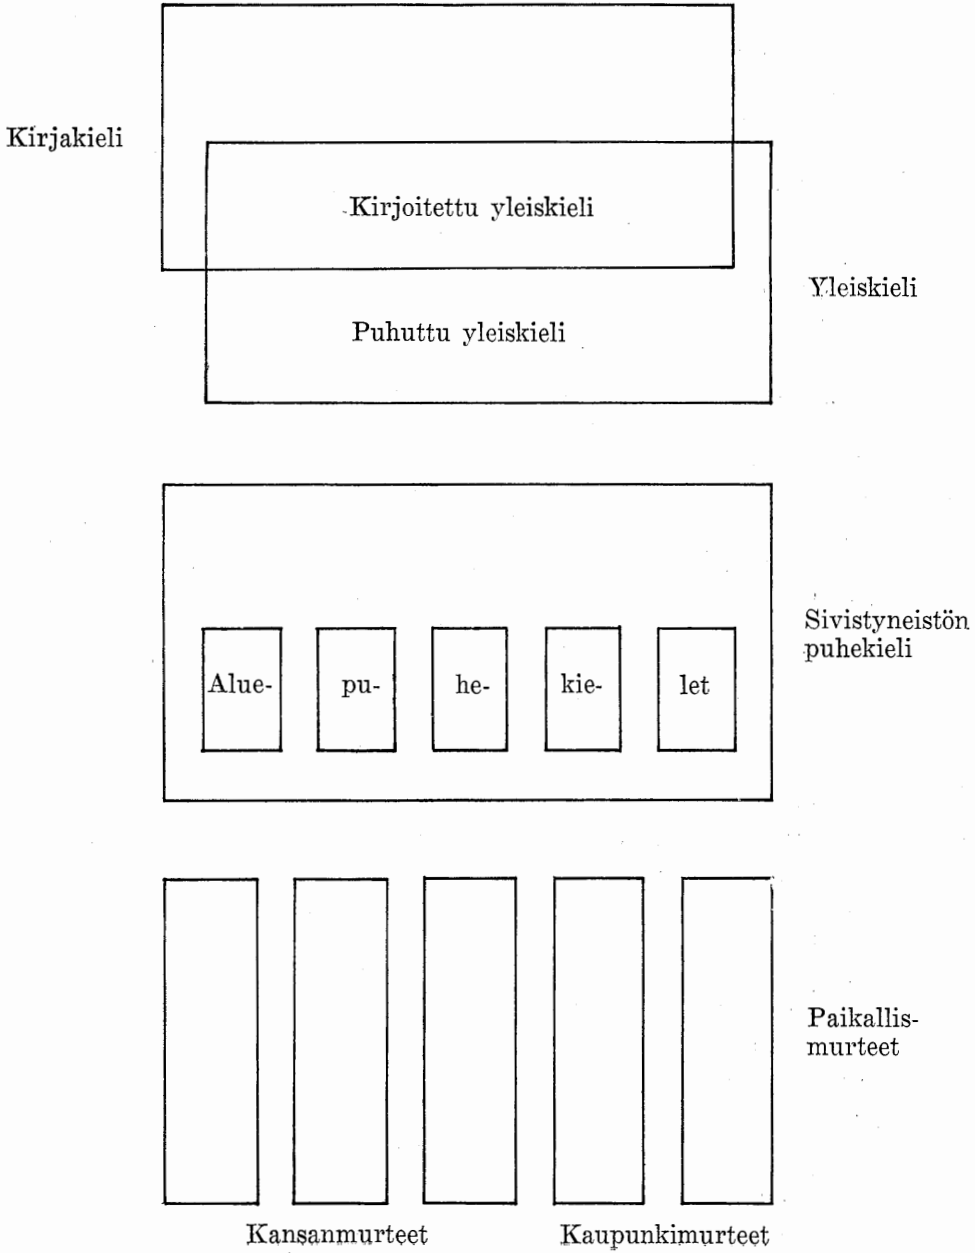 Kirjakieli
Kirjoitettu yleiskieli
Yleiskieli
Puhuttu yleiskieli
Sivistyneistön
puhekieli
Alue- pu- he- kie- let
Paikallis-
murteet
Kansanmurteet Kaupunkimurteet